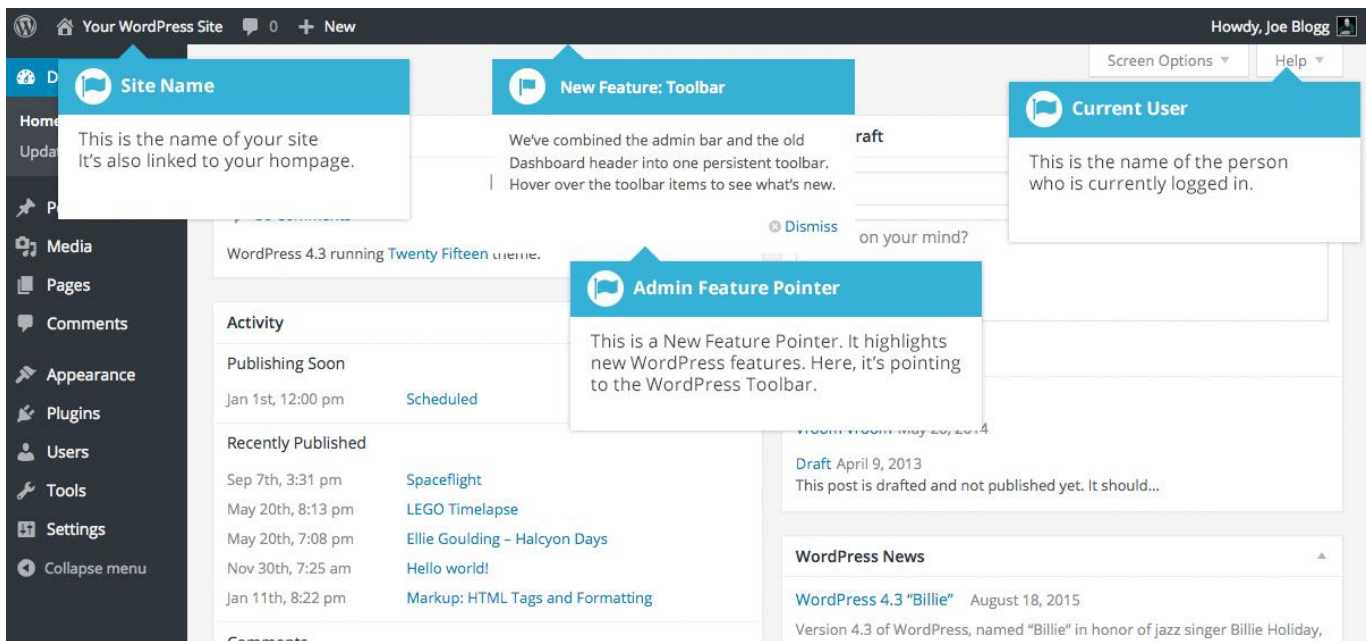 Your WordPress Site 0 + New Howdy, Joe Blogg
Screen Options Help
D
Home
Updat
Site Name
This is the name of your site
It's also linked to your hompage.
New Feature: Toolbar
We've combined the admin bar and the old
Dashboard header into one persistent toolbar.
Hover over the toolbar items to see what's new.
Dismiss
Current User
This is the name of the person
who is currently logged in.
raft
on your mind?
P
Media
Pages
Comments
Appearance
Plugins
Users
Tools
Settings
Collapse menu
WordPress 4.3 running Twenty Fifteen theme.
Admin Feature Pointer
This is a New Feature Pointer. It highlights
new WordPress features. Here, it's pointing
to the WordPress Toolbar.
Activity
Publishing Soon
Jan 1st, 12:00 pm Scheduled
Recently Published
Sep 7th, 3:31 pm Spaceflight
May 20th, 8:13 pm LEGO Timelapse
May 20th, 7:08 pm Ellie Goulding – Halcyon Days
Nov 30th, 7:25 am Hello world!
Jan 11th, 8:22 pm Markup: HTML Tags and Formatting
Comments
Draft April 9, 2013
This post is drafted and not published yet. It should...
WordPress News
WordPress 4.3 "Billie" August 18, 2015
Version 4.3 of WordPress, named "Billie" in honor of jazz singer Billie Holiday,